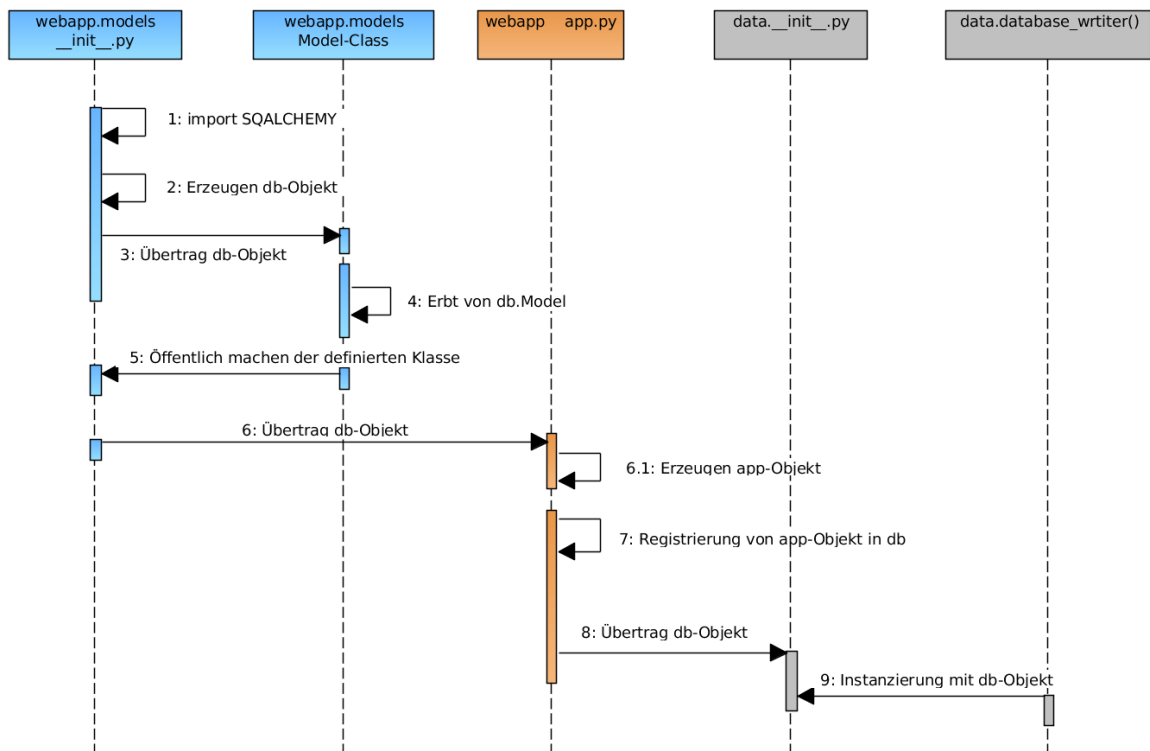 webapp.models
__init__.py
webapp.models
Model-Class
webapp app.py
data.__init__.py
data.database_wrtiter()
1: import SQALCHEMY
2: Erzeugen db-Objekt
3: Übertrag db-Objekt
4: Erbt von db.Model
5: Öffentlich machen der definierten Klasse
6: Übertrag db-Objekt
6.1: Erzeugen app-Objekt
7: Registrierung von app-Objekt in db
8: Übertrag db-Objekt
9: Instanzierung mit db-Objekt